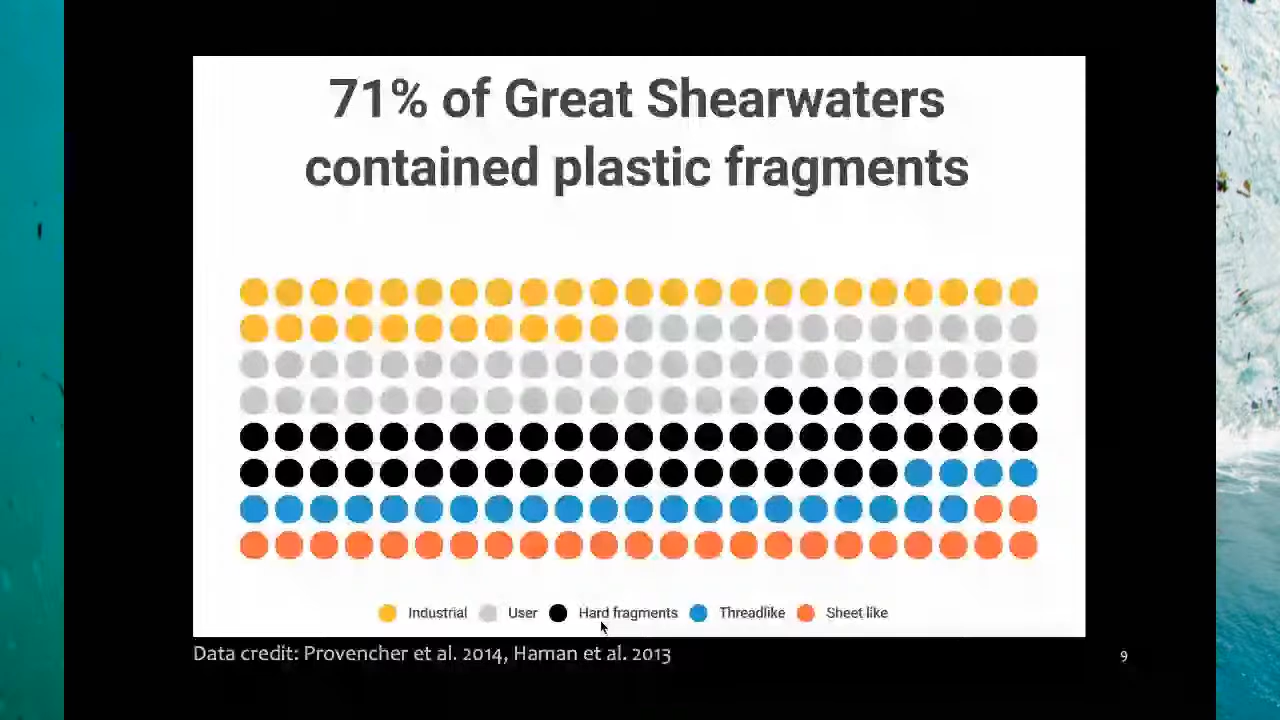 71% of Great Shearwaters
contained plastic fragments
Industrial User Hard fragments Threadlike Sheet like
Data credit: Provencher et al. 2014, Haman et al. 2013
9